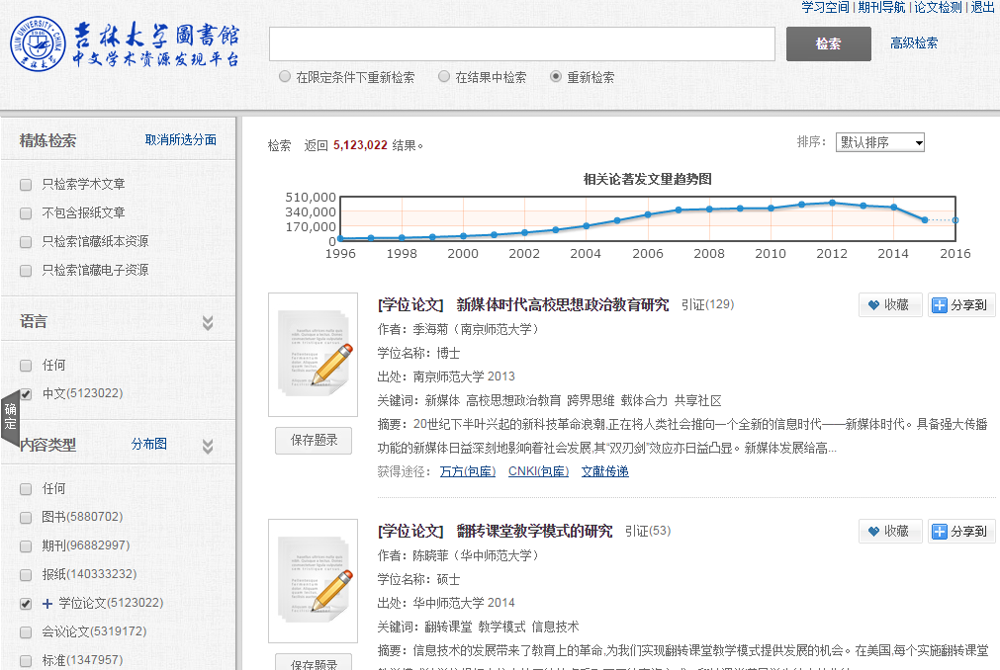 学习空间 | 期刊导航 | 论文检测 | 退出
吉林大学圖書館
中文学术资源发现平台
检索
高级检索
在限定条件下重新检索
在结果中检索
重新检索
精炼检索
取消所选分面
只检索学术文章
不包含报纸文章
只检索馆藏纸本资源
只检索馆藏电子资源
语言
任何
中文(5123022)
确定
内容类型
分布图
任何
图书(5880702)
期刊(96882997)
报纸(140333232)
学位论文(5123022)
会议论文(5319172)
标准(1347957)
检索 返回 5,123,022 结果。
排序： 默认排序
相关论著发文量趋势图
510,000
340,000
170,000
0
1996 1998 2000 2002 2004 2006 2008 2010 2012 2014 2016
[学位论文] 新媒体时代高校思想政治教育研究 引证(129)
收藏
分享到
作者：季海菊（南京师范大学）
学位名称：博士
出处：南京师范大学 2013
关键词：新媒体 高校思想政治教育 跨界思维 载体合力 共享社区
摘要：20世纪下半叶兴起的新科技革命浪潮,正在将人类社会推向一个全新的信息时代——新媒体时代。具备强大传播
功能的新媒体日益深刻地影响着社会发展,其“双刃剑”效应亦日益凸显。新媒体发展给高...
获得途径： 万方(包库) CNKI(包库) 文献传递
保存题录
[学位论文] 翻转课堂教学模式的研究 引证(53)
收藏
分享到
作者：陈晓菲（华中师范大学）
学位名称：硕士
出处：华中师范大学 2014
关键词：翻转课堂 教学模式 信息技术
摘要：信息技术的发展带来了教育上的革命,为我们实现翻转课堂教学模式提供发展的机会。在美国,每个实施翻转课堂
保存题录